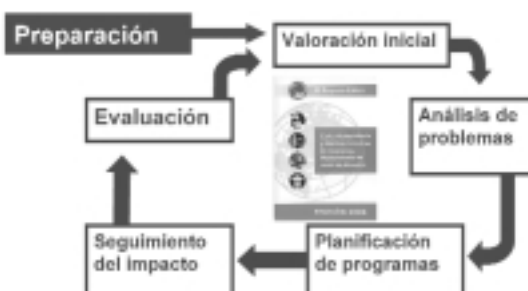 Preparación
Valoración inicial
Análisis de
problemas
Planificación
de programas
Seguimiento
del impacto
Evaluación